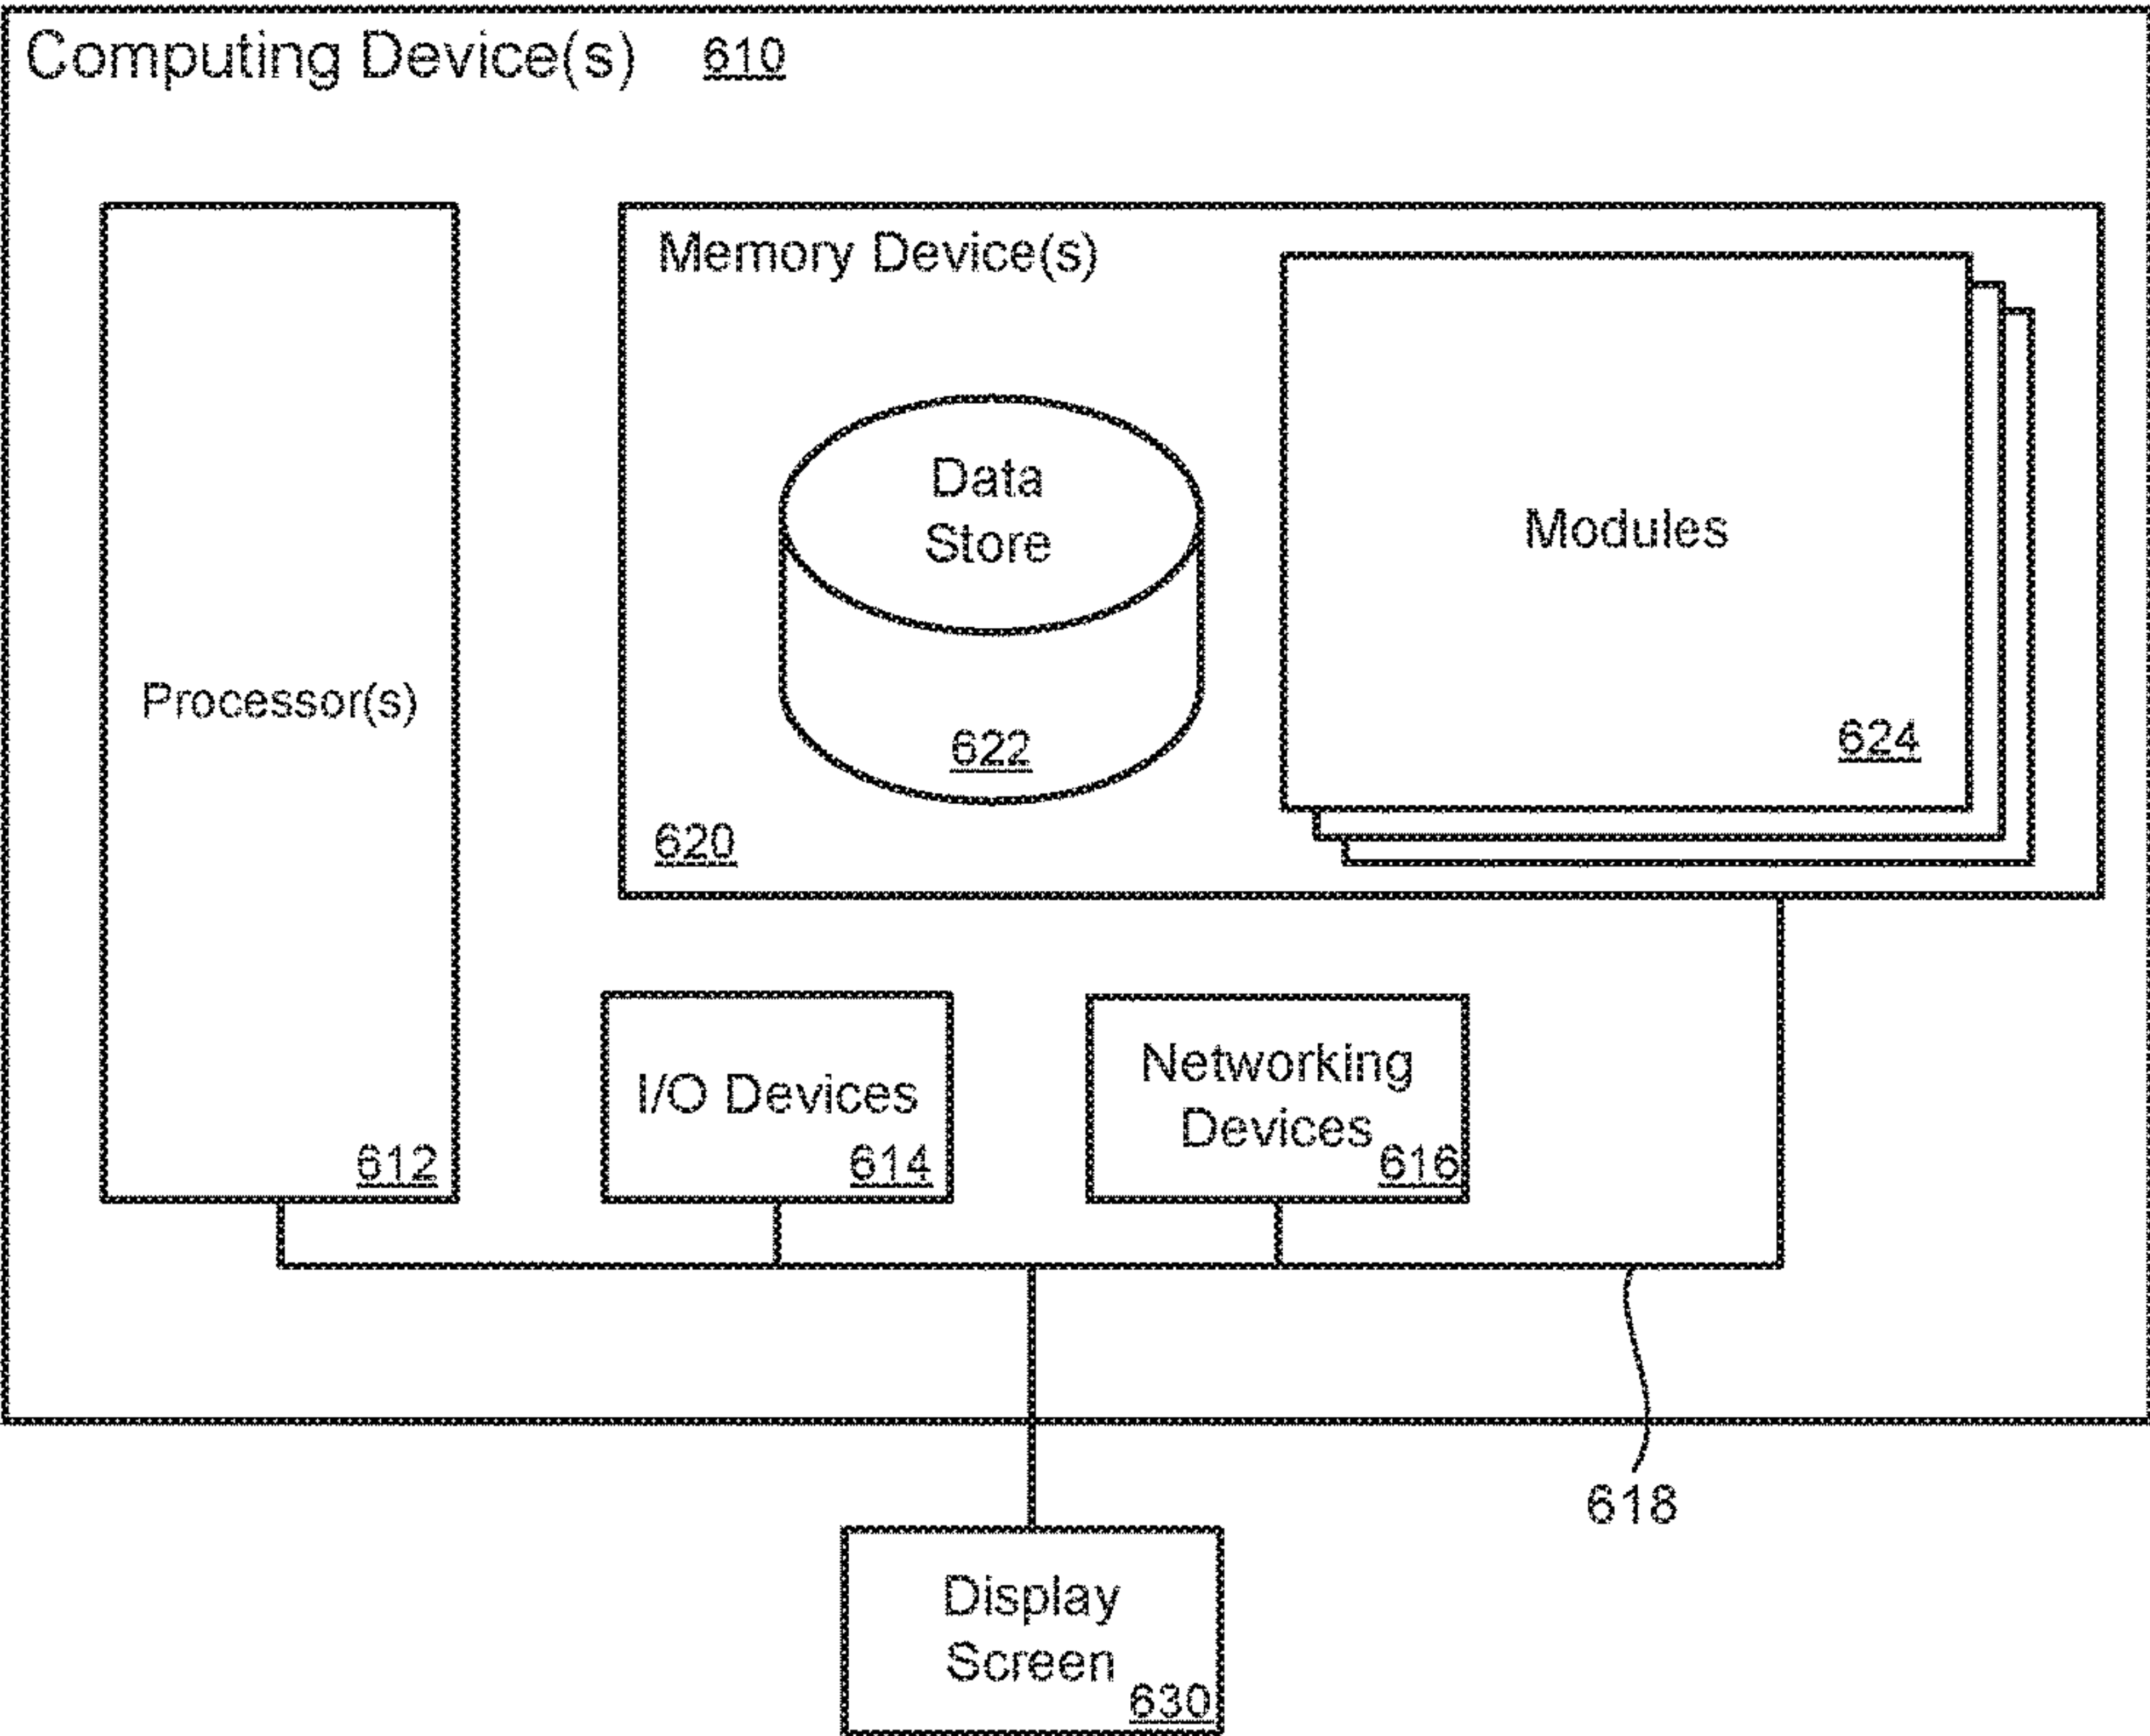 Computing Device(s) 610
Memory Device(s)
Data
Store
622
620
Modules
624
Processor(s)
612
I/O Devices
614
Networking
Devices
616
618
Display
Screen
630